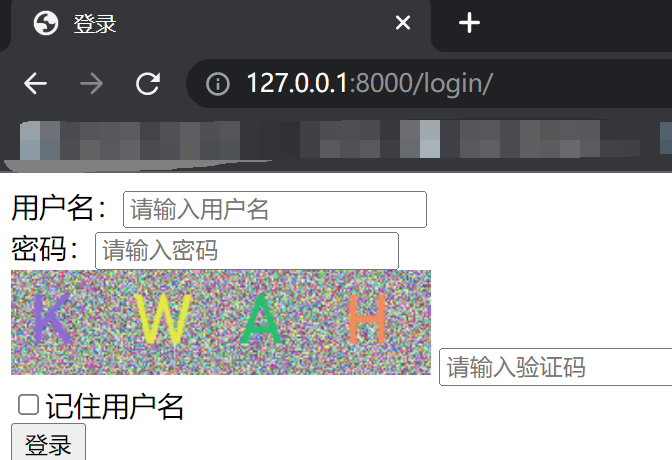 登录
127.0.0.1:8000/login/
用户名：请输入用户名
密码：请输入密码
K W A H
请输入验证码
记住用户名
登录